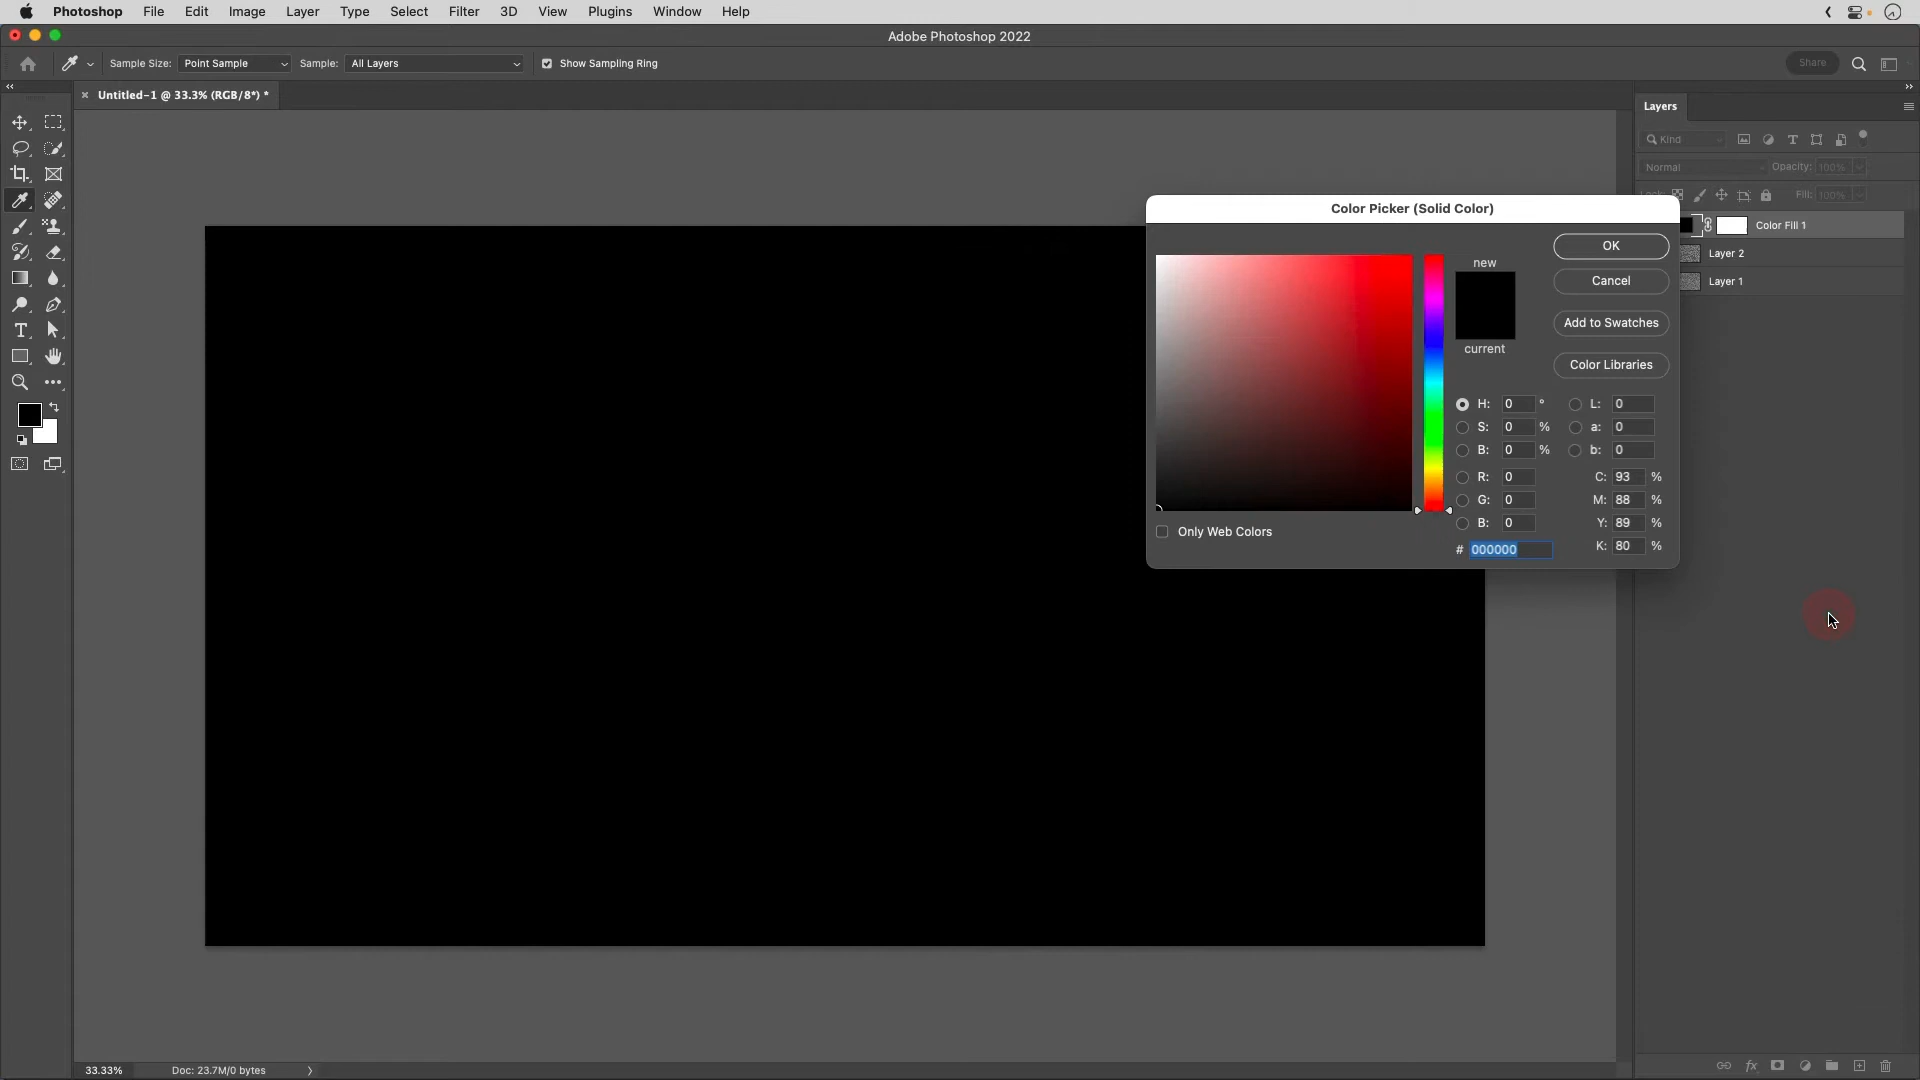 Photoshop File Edit Image Layer Type Select Filter 3D View Plugins Window Help
Adobe Photoshop 2022
Sample Size: Point Sample Sample: All Layers Show Sampling Ring Share
Untitled-1 @ 33.3% (RGB/8*) *
Layers
Kind
Normal Opacity: 100%
Fill: 100%
Color Fill 1
Layer 2
Layer 1
Color Picker (Solid Color)
new
current
OK
Cancel
Add to Swatches
Color Libraries
H: 0 ° L: 0
S: 0 % a: 0
B: 0 % b: 0
R: 0 C: 93 %
G: 0 M: 88 %
B: 0 Y: 89 %
# 000000 K: 80 %
Only Web Colors
T
fx
33.33% Doc: 23.7M/0 bytes